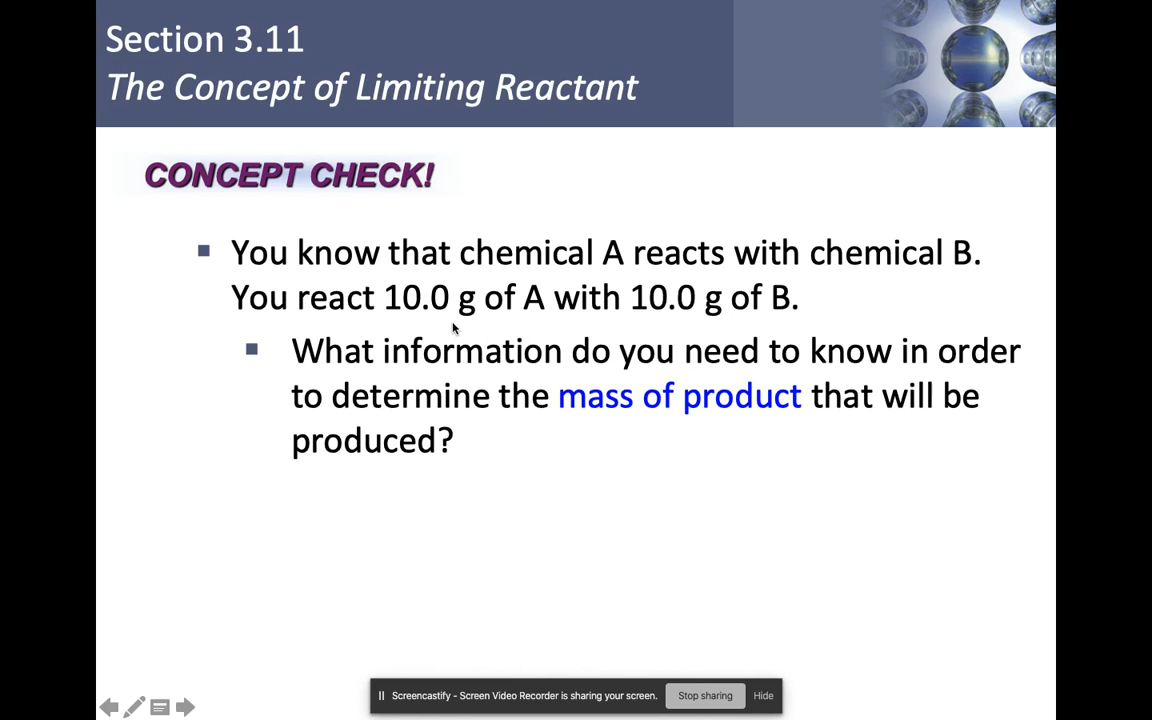 Section 3.11
The Concept of Limiting Reactant
CONCEPT CHECK!
You know that chemical A reacts with chemical B.
You react 10.0 g of A with 10.0 g of B.
What information do you need to know in order
to determine the mass of product that will be
produced?
Screencastify - Screen Video Recorder is sharing your screen. Stop sharing Hide